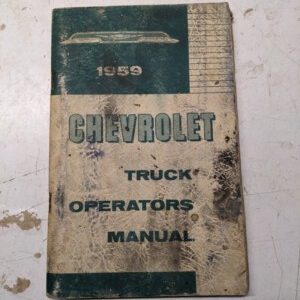 1959
CHEVROLET
TRUCK
OPERATORS
MANUAL